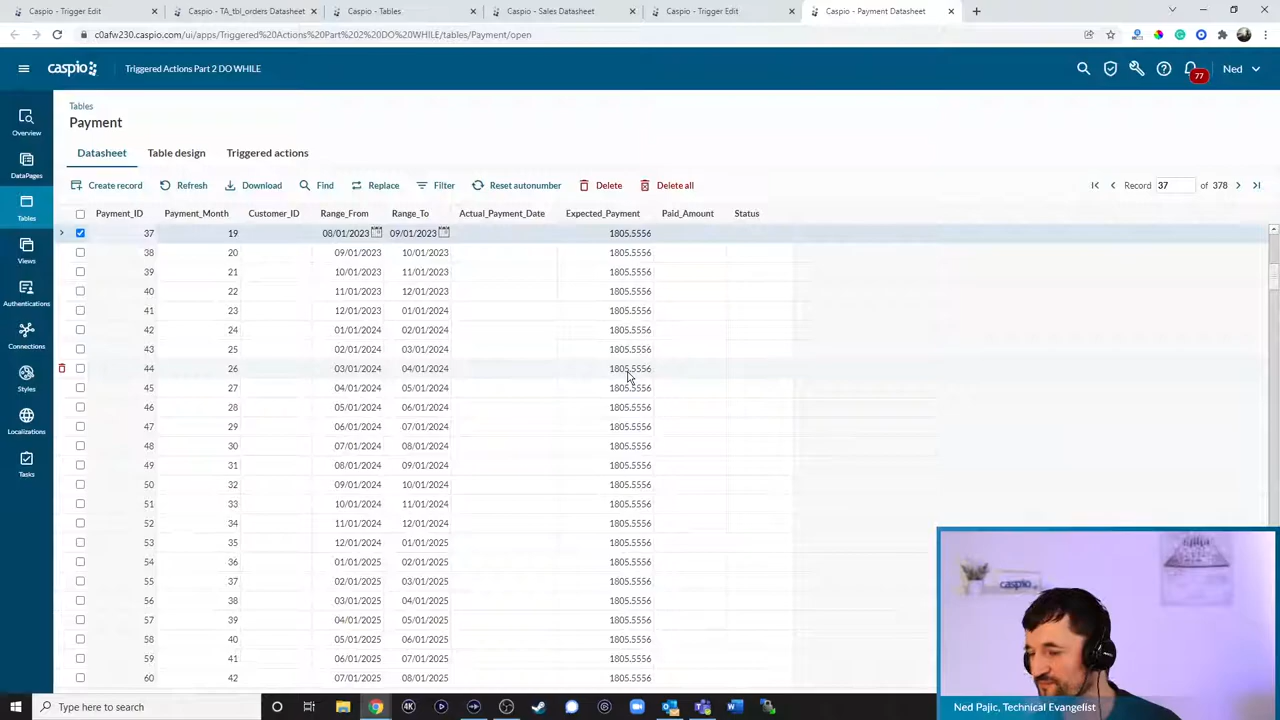 Caspio - Trigger Edit
Caspio - TA_tbl_orders Datasheet
Caspio - Tables
Caspio - Sales Datasheet
Caspio - Trigger Edit
Caspio - Payment Datasheet
c0afw230.caspio.com/ui/apps/Triggered%20Actions%20Part%202%20DO%20WHILE/tables/Payment/open
caspio
Triggered Actions Part 2 DO WHILE
77
Ned
Overview
DataPages
Tables
Views
Authentications
Connections
Styles
Localizations
Tasks
Tables
Payment
Datasheet Table design Triggered actions
Create record Refresh Download Find Replace Filter Reset autonumber Delete Delete all Record 37 of 378
Payment_ID Payment_Month Customer_ID Range_From Range_To Actual_Payment_Date Expected_Payment Paid_Amount Status
37 19 08/01/2023 09/01/2023 1805.5556
38 20 09/01/2023 10/01/2023 1805.5556
39 21 10/01/2023 11/01/2023 1805.5556
40 22 11/01/2023 12/01/2023 1805.5556
41 23 12/01/2023 01/01/2024 1805.5556
42 24 01/01/2024 02/01/2024 1805.5556
43 25 02/01/2024 03/01/2024 1805.5556
44 26 03/01/2024 04/01/2024 1805.5556
45 27 04/01/2024 05/01/2024 1805.5556
46 28 05/01/2024 06/01/2024 1805.5556
47 29 06/01/2024 07/01/2024 1805.5556
48 30 07/01/2024 08/01/2024 1805.5556
49 31 08/01/2024 09/01/2024 1805.5556
50 32 09/01/2024 10/01/2024 1805.5556
51 33 10/01/2024 11/01/2024 1805.5556
52 34 11/01/2024 12/01/2024 1805.5556
53 35 12/01/2024 01/01/2025 1805.5556
54 36 01/01/2025 02/01/2025 1805.5556
55 37 02/01/2025 03/01/2025 1805.5556
56 38 03/01/2025 04/01/2025 1805.5556
57 39 04/01/2025 05/01/2025 1805.5556
58 40 05/01/2025 06/01/2025 1805.5556
59 41 06/01/2025 07/01/2025 1805.5556
60 42 07/01/2025 08/01/2025 1805.5556
caspio
Ned Pajic, Technical Evangelist
Type here to search
4K